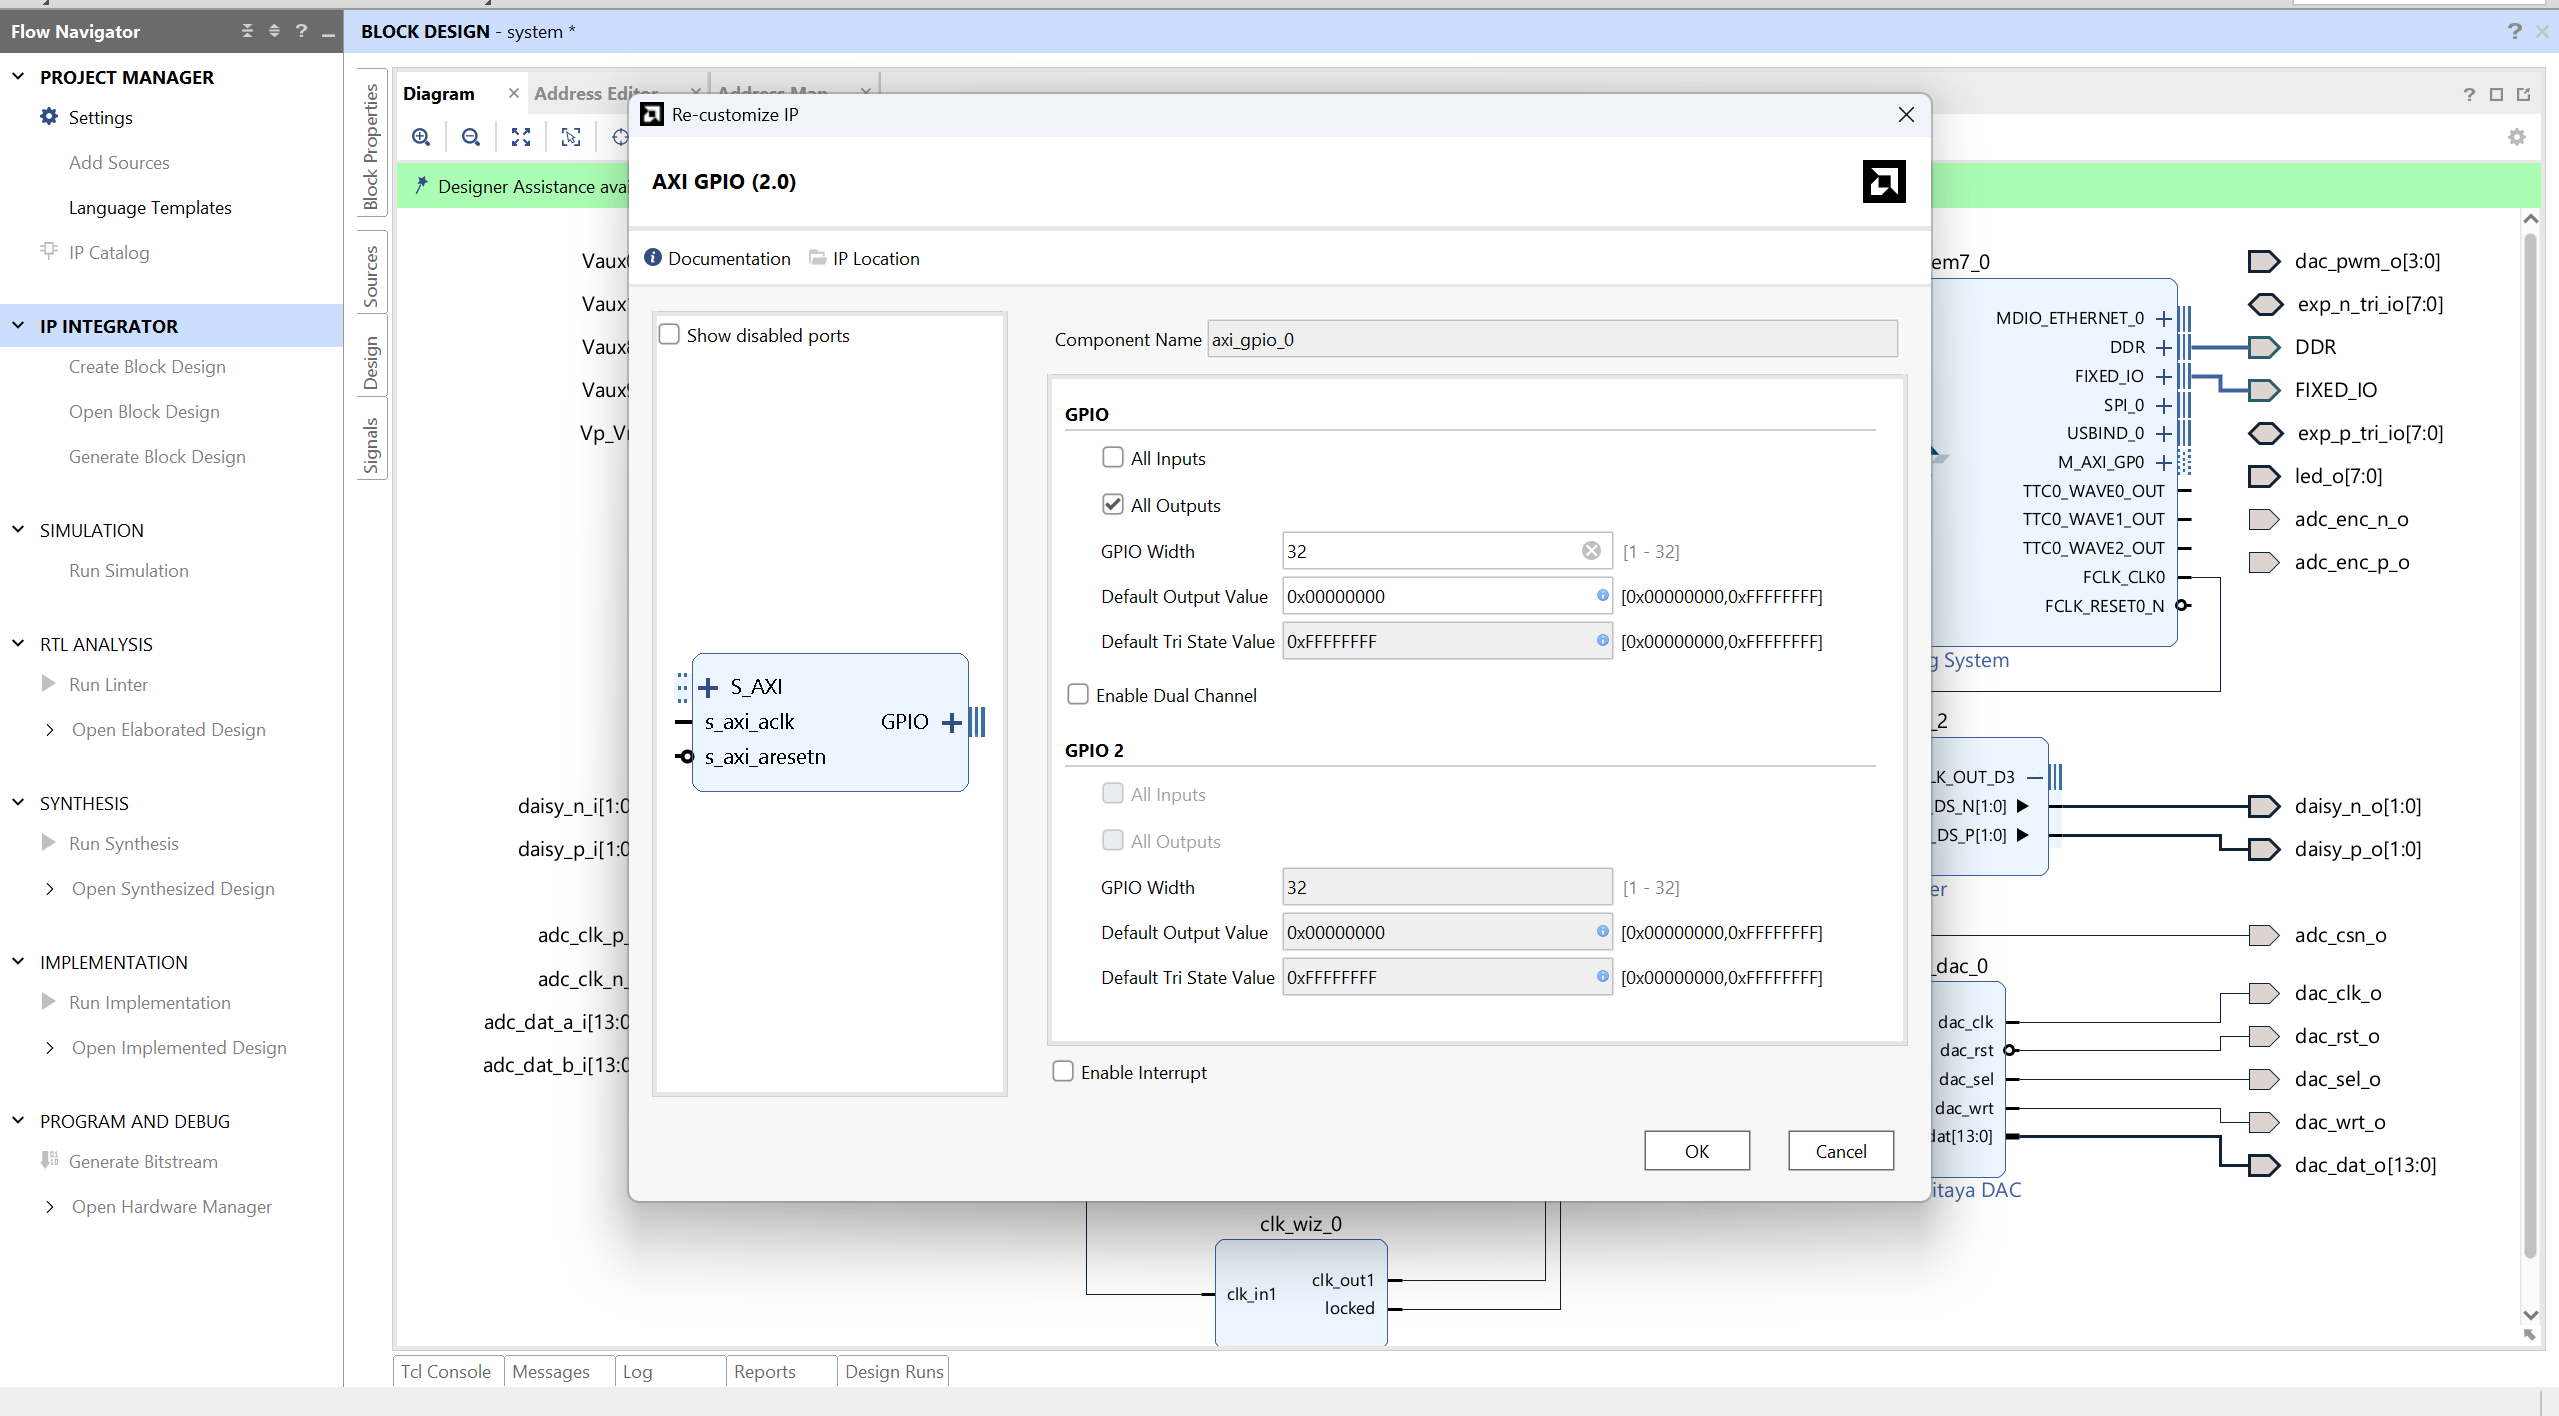 Flow Navigator
PROJECT MANAGER
Settings
Add Sources
Language Templates
IP Catalog
IP INTEGRATOR
Create Block Design
Open Block Design
Generate Block Design
SIMULATION
Run Simulation
RTL ANALYSIS
Run Linter
Open Elaborated Design
SYNTHESIS
Run Synthesis
Open Synthesized Design
IMPLEMENTATION
Run Implementation
Open Implemented Design
PROGRAM AND DEBUG
Generate Bitstream
Open Hardware Manager
BLOCK DESIGN - system *
Block Properties
Sources
Design
Signals
Diagram
Address Editor
Address Map
Designer Assistance avai
Vaux
Vaux
Vaux
Vaux
daisy_n_i[1:0
daisy_p_i[1:0
adc_clk_p_
adc_clk_n_
adc_dat_a_i[13:0
adc_dat_b_i[13:0
Re-customize IP
AXI GPIO (2.0)
Documentation
IP Location
Show disabled ports
S_AXI
s_axi_aclk
GPIO
s_axi_aresetn
Component Name axi_gpio_0
GPIO
All Inputs
All Outputs
GPIO Width 32 [1 - 32]
Default Output Value 0x00000000 [0x00000000,0xFFFFFFFF]
Default Tri State Value 0xFFFFFFFF [0x00000000,0xFFFFFFFF]
Enable Dual Channel
GPIO 2
All Inputs
All Outputs
GPIO Width 32 [1 - 32]
Default Output Value 0x00000000 [0x00000000,0xFFFFFFFF]
Default Tri State Value 0xFFFFFFFF [0x00000000,0xFFFFFFFF]
Enable Interrupt
OK
Cancel
em7_0
MDIO_ETHERNET_0
DDR
FIXED_IO
SPI_0
USBIND_0
M_AXI_GP0
TTC0_WAVE0_OUT
TTC0_WAVE1_OUT
TTC0_WAVE2_OUT
FCLK_CLK0
FCLK_RESET0_N
g System
_2
LK_OUT_D3
_DS_N[1:0]
_DS_P[1:0]
er
_dac_0
dac_clk
dac_rst
dac_sel
dac_wrt
dat[13:0]
itaya DAC
dac_pwm_o[3:0]
exp_n_tri_io[7:0]
DDR
FIXED_IO
exp_p_tri_io[7:0]
led_o[7:0]
adc_enc_n_o
adc_enc_p_o
daisy_n_o[1:0]
daisy_p_o[1:0]
adc_csn_o
dac_clk_o
dac_rst_o
dac_sel_o
dac_wrt_o
dac_dat_o[13:0]
clk_wiz_0
clk_in1
clk_out1
locked
Tcl Console
Messages
Log
Reports
Design Runs